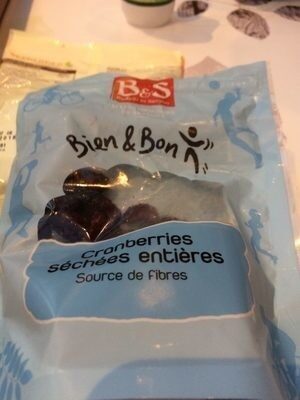 B&S
Bien & Bon
Cranberries
Séchées entières
Source de fibres